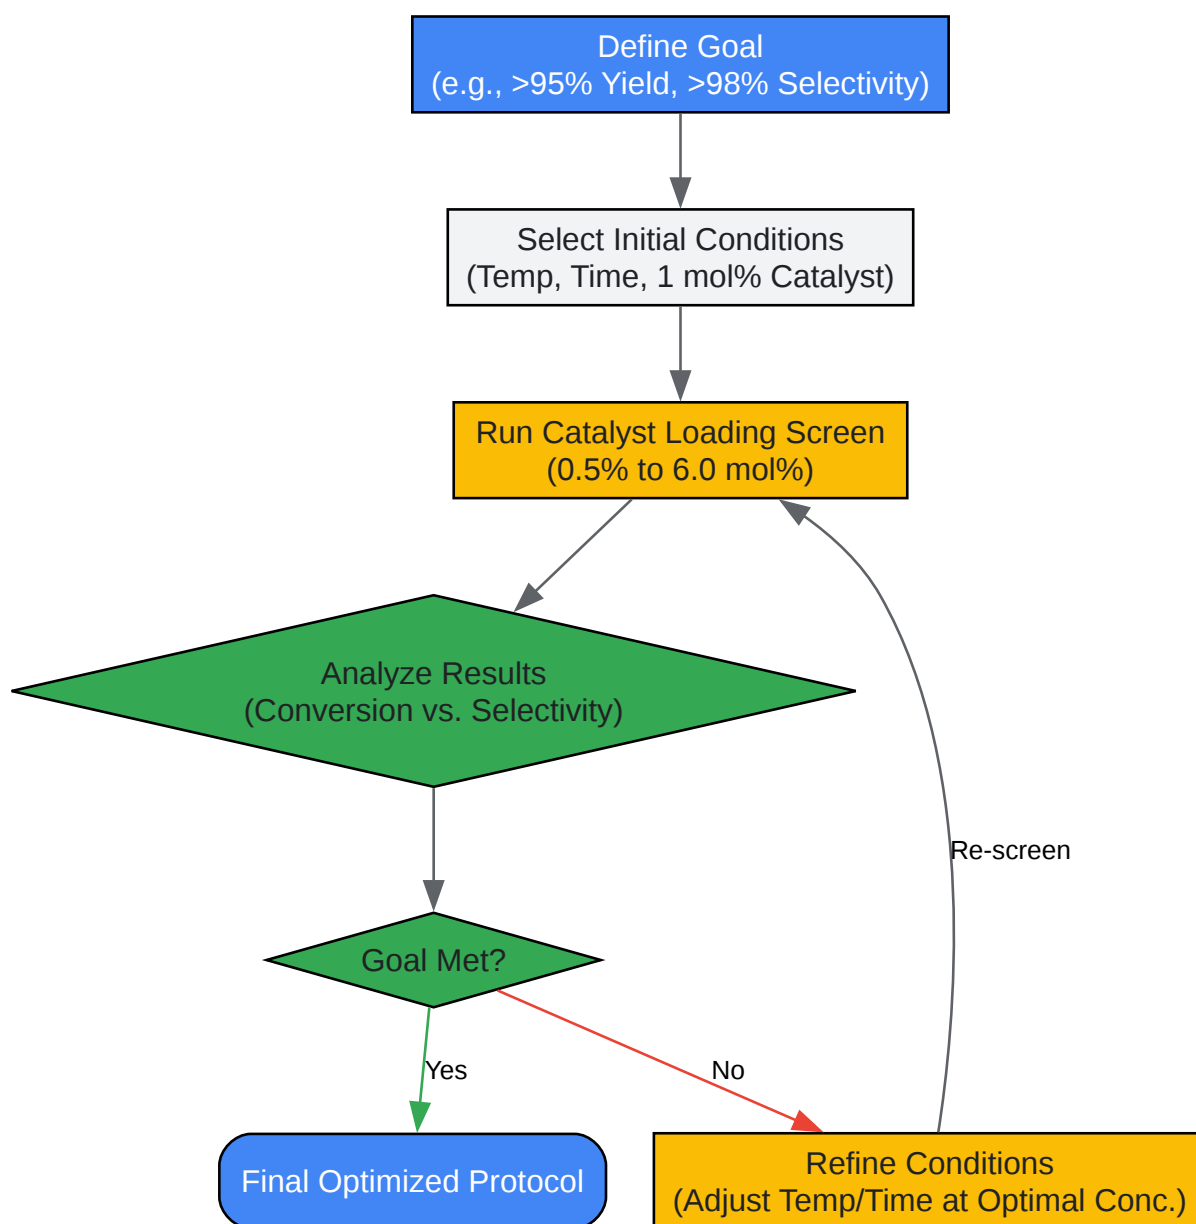 Define Goal
(e.g., >95% Yield, >98% Selectivity)
Select Initial Conditions
(Temp, Time, 1 mol% Catalyst)
Run Catalyst Loading Screen
(0.5% to 6.0 mol%)
Analyze Results
(Conversion vs. Selectivity)
Re-screen
Goal Met?
Yes
No
Final Optimized Protocol
Refine Conditions
(Adjust Temp/Time at Optimal Conc.)